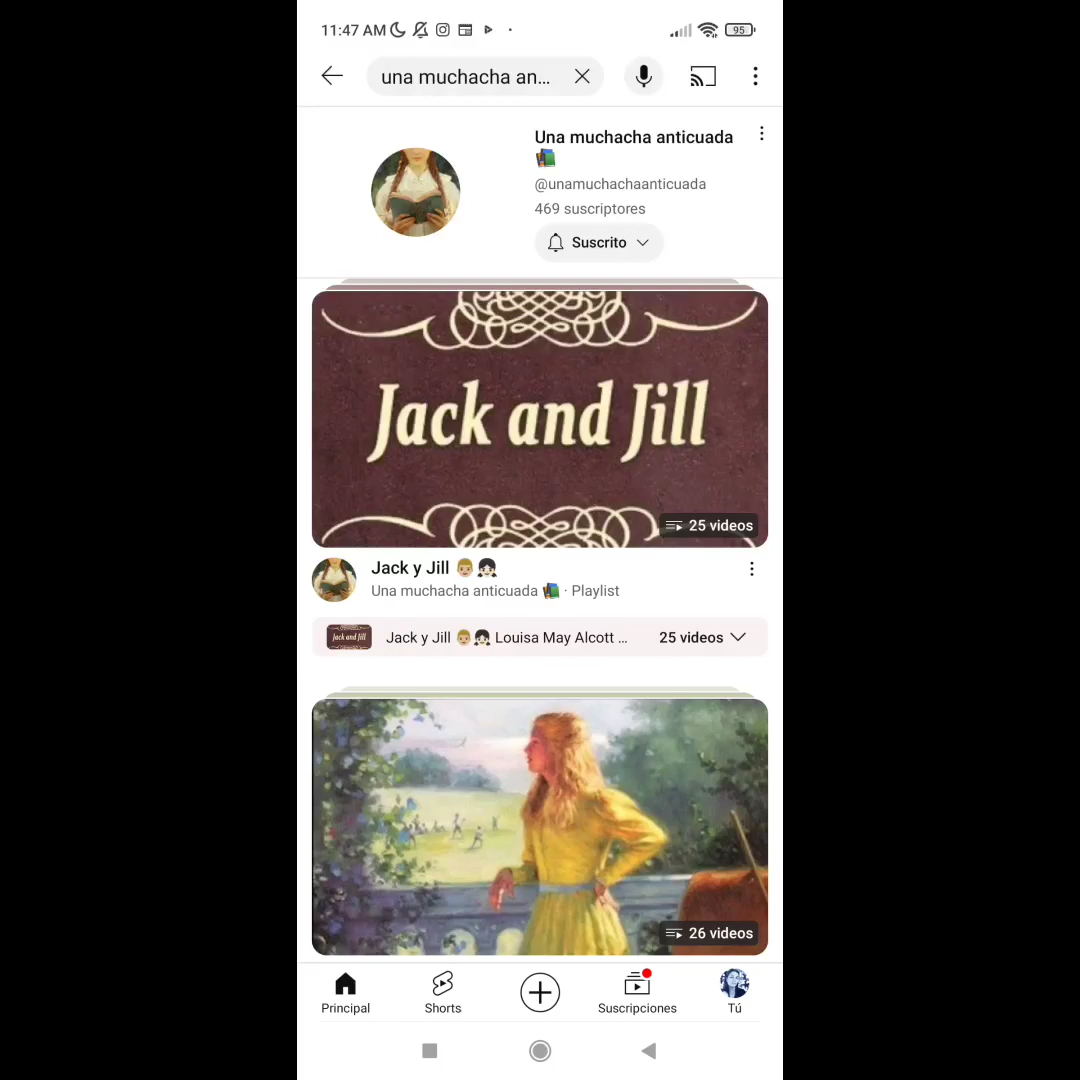 11:47 AM
95
una muchacha an...
Una muchacha anticuada
@unamuchachaanticuada
469 suscriptores
Suscrito
Jack and Jill
25 videos
Jack y Jill
Una muchacha anticuada · Playlist
Jack and Jill
Jack y Jill Louisa May Alcott ...
25 videos
26 videos
Principal
Shorts
Suscripciones
Tú